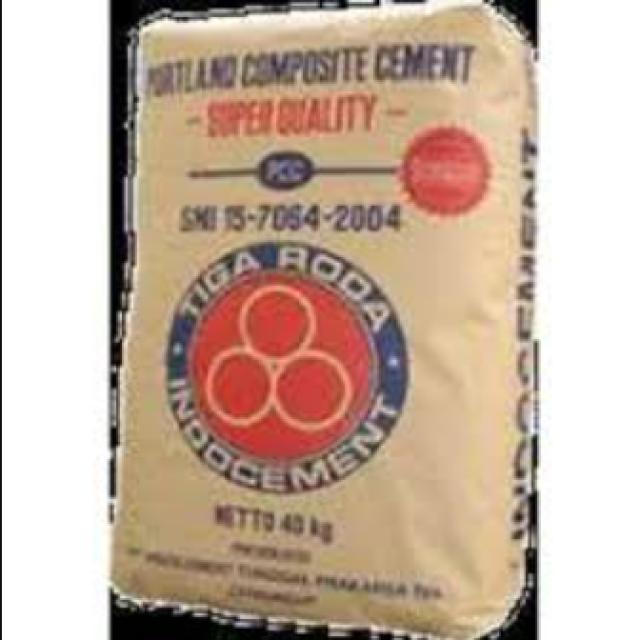 PORTLAND COMPOSITE CEMENT
- SUPER QUALITY -
PCC
SNI 15-7064-2004
TIGA RODA
INDOCEMENT
NETTO 40 kg
INDOCEMENT